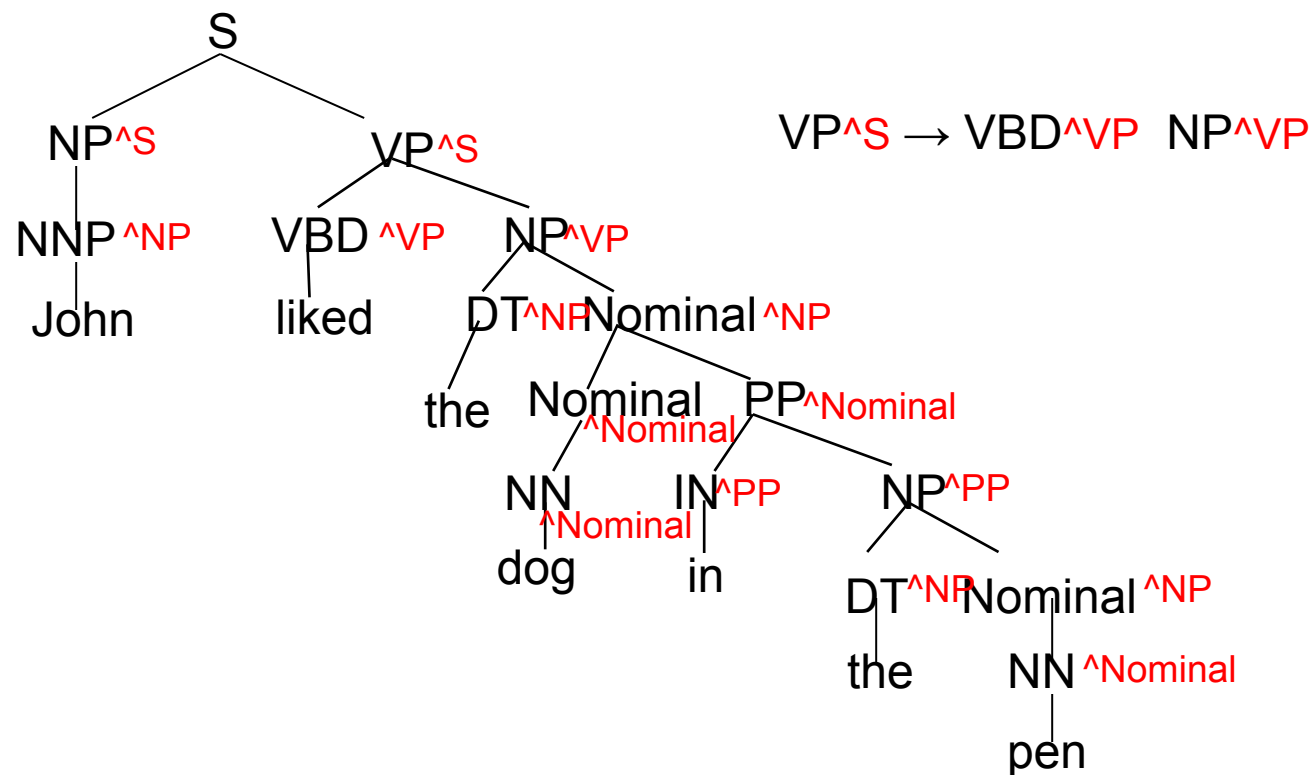 S
NP^S VP^S VP^S → VBD^VP NP^VP
NNP ^NP VBD ^VP NP^VP
John liked DT^NP Nominal ^NP
the Nominal ^Nominal PP^Nominal
NN ^Nominal IN^PP NP^PP
dog in
DT^NP Nominal ^NP
the NN ^Nominal
pen